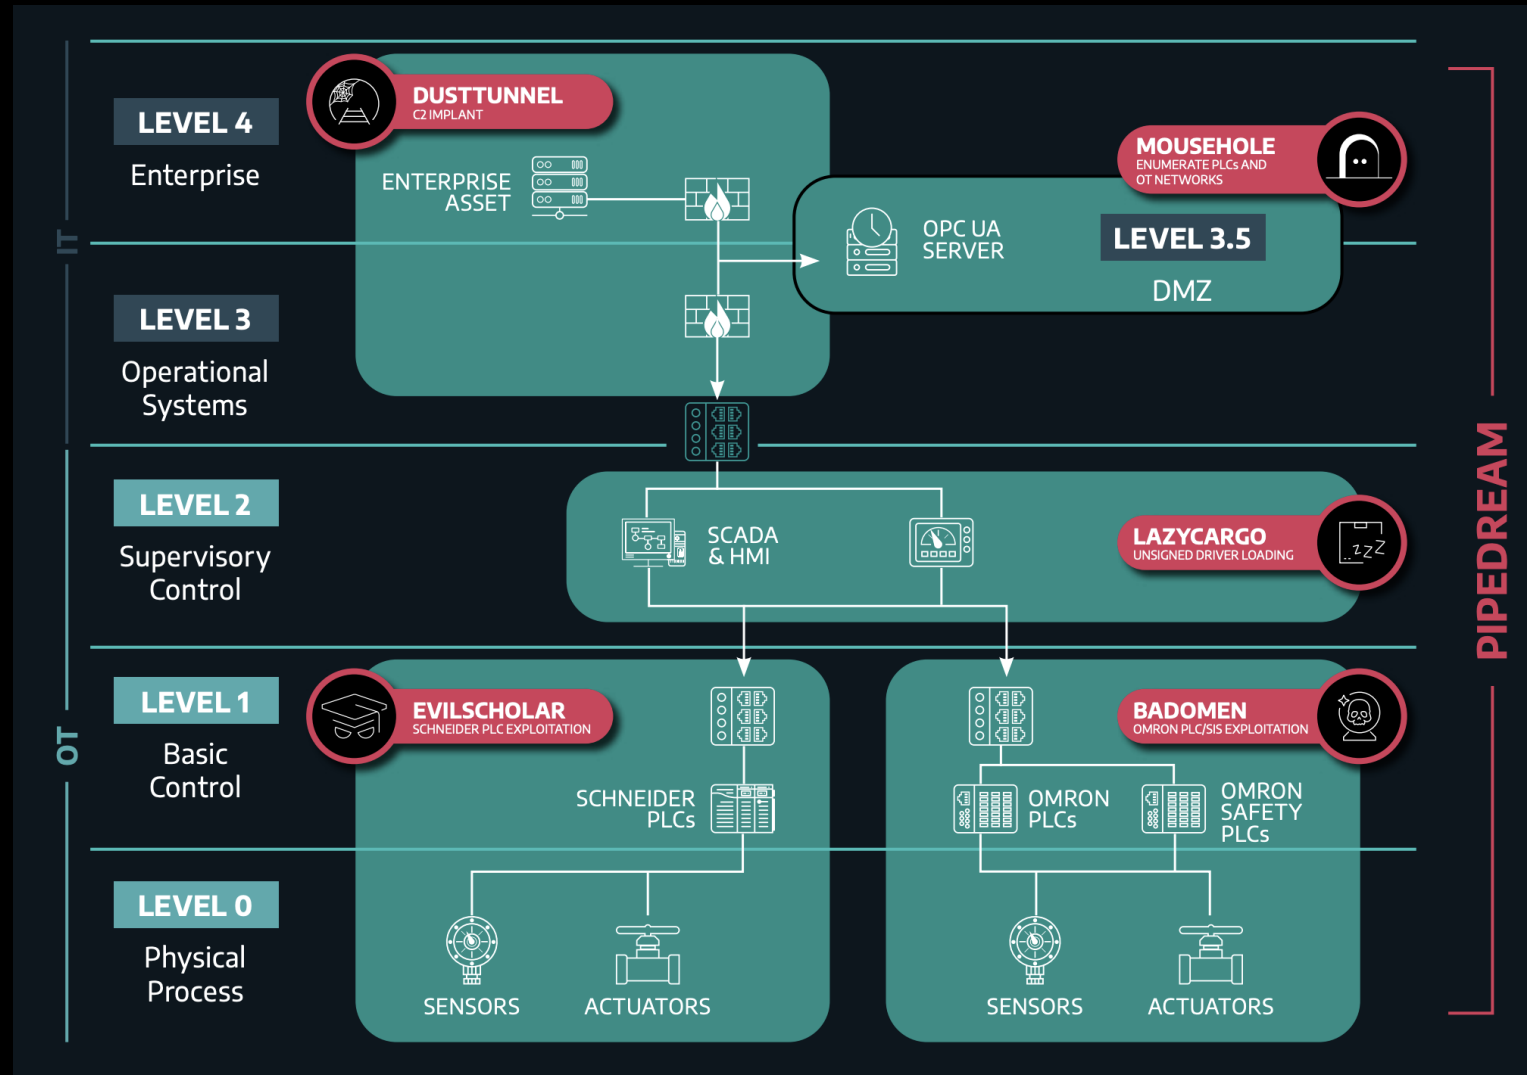 DUSTTUNNEL
C2 IMPLANT
LEVEL 4
Enterprise
ENTERPRISE
ASSET
MOUSEHOLE
ENUMERATE PLCs AND
OT NETWORKS
OPC UA
SERVER
LEVEL 3.5
DMZ
IT
LEVEL 3
Operational
Systems
LEVEL 2
Supervisory
Control
SCADA
& HMI
LAZYCARGO
UNSIGNED DRIVER LOADING
ZZZ
PIPEDREAM
LEVEL 1
Basic
Control
OT
EVILSCHOLAR
SCHNEIDER PLC EXPLOITATION
SCHNEIDER
PLCs
BADOMEN
OMRON PLC/SIS EXPLOITATION
OMRON
PLCs
OMRON
SAFETY
PLCs
LEVEL 0
Physical
Process
SENSORS
ACTUATORS
SENSORS
ACTUATORS